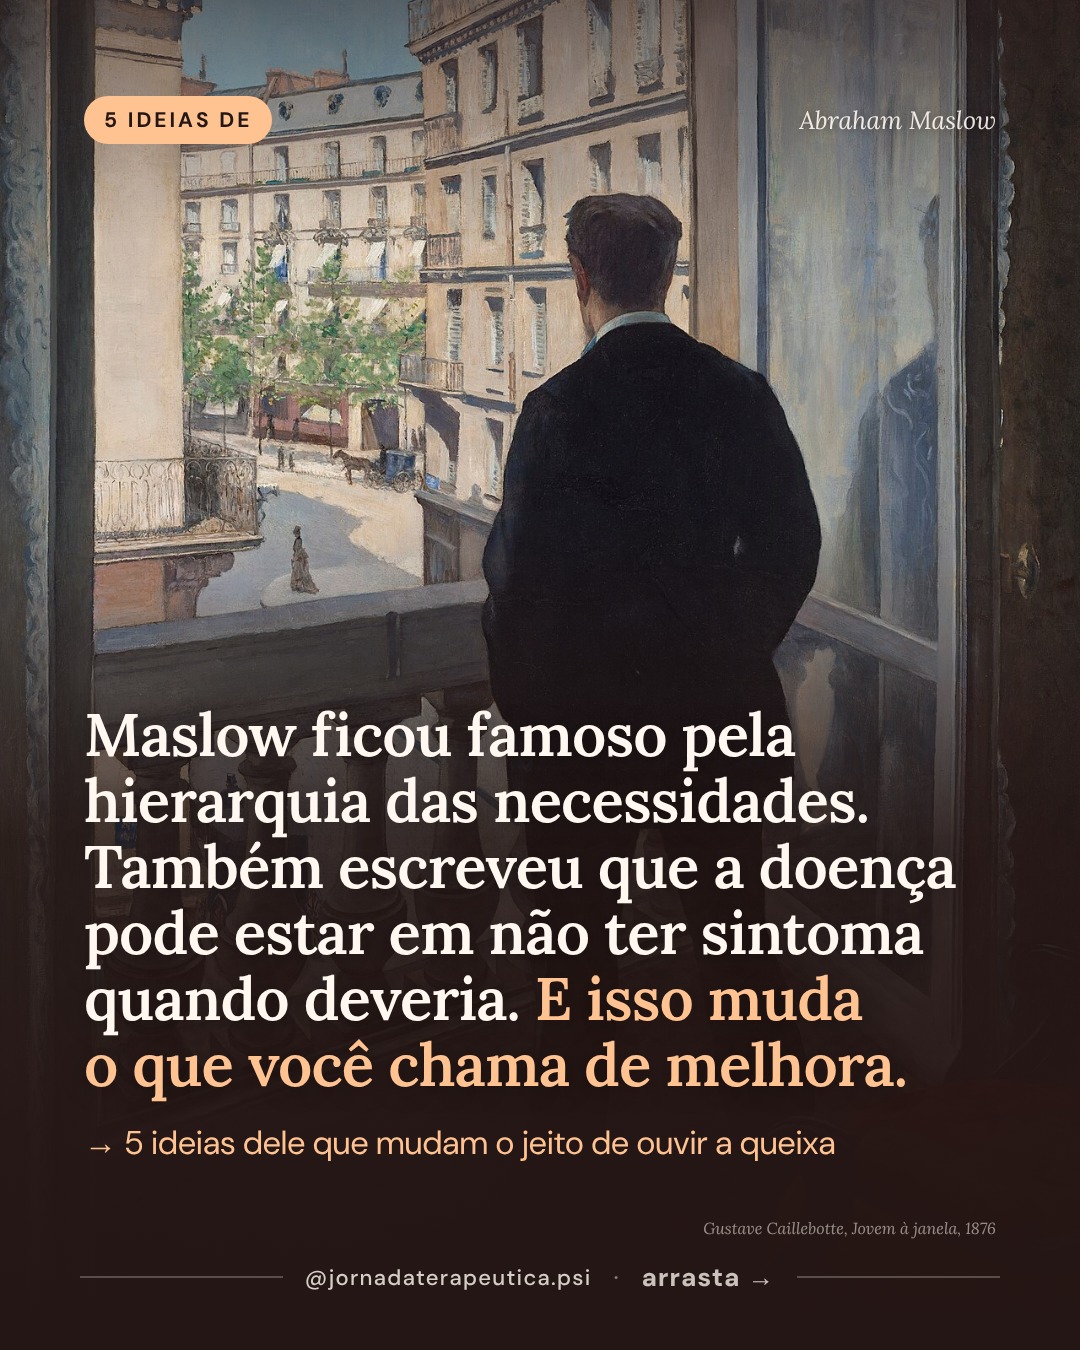 5 IDEIAS DE
Abraham Maslow
Maslow ficou famoso pela
hierarquia das necessidades.
Também escreveu que a doença
pode estar em não ter sintoma
quando deveria. E isso muda
o que você chama de melhora.
→ 5 ideias dele que mudam o jeito de ouvir a queixa
Gustave Caillebotte, Jovem à janela, 1876
@jornadaterapeutica.psi · arrasta →